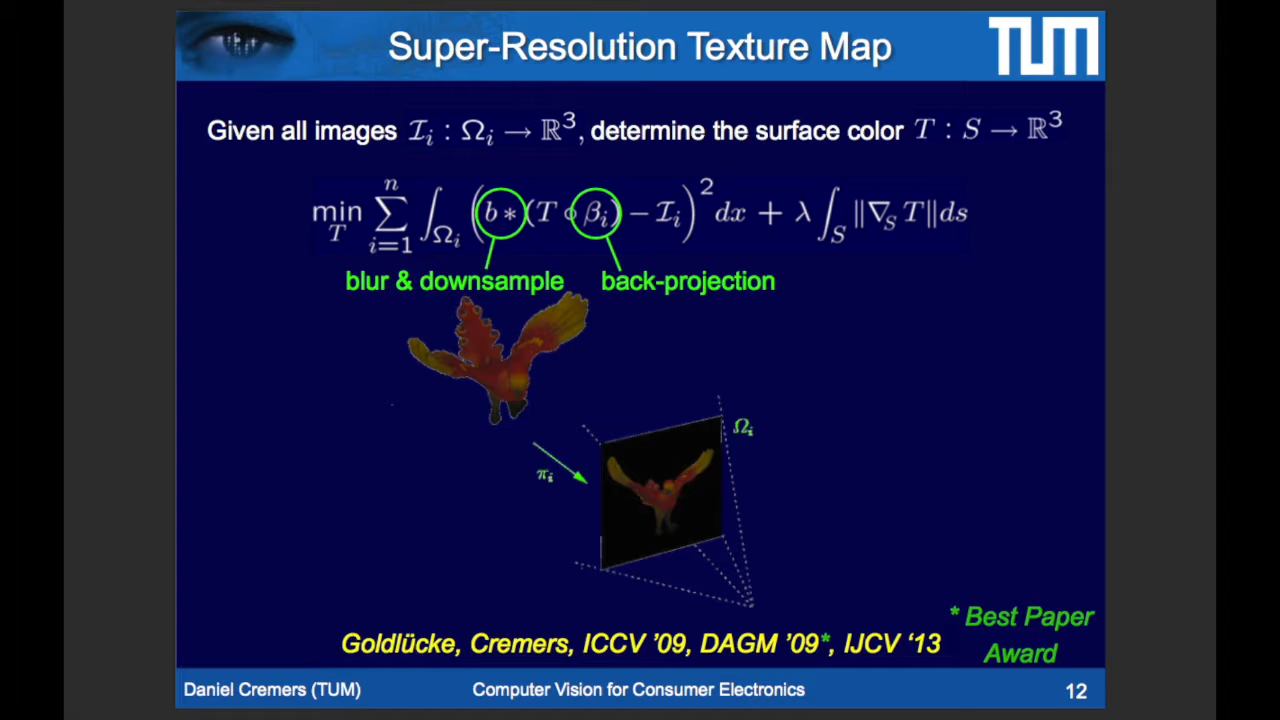 Super-Resolution Texture Map
TUM
Given all images ℐᵢ : Ωᵢ → ℝ³, determine the surface color T : S → ℝ³
min_T ∑_{i=1}^{n} ∫_{Ωᵢ} (b ∗ (T ∘ βᵢ) − ℐᵢ)² dx + λ ∫_S ‖∇_S T‖ds
blur & downsample back-projection
Ωᵢ
πᵢ
* Best Paper
Award
Goldlücke, Cremers, ICCV ’09, DAGM ’09*, IJCV ‘13
Daniel Cremers (TUM) Computer Vision for Consumer Electronics 12